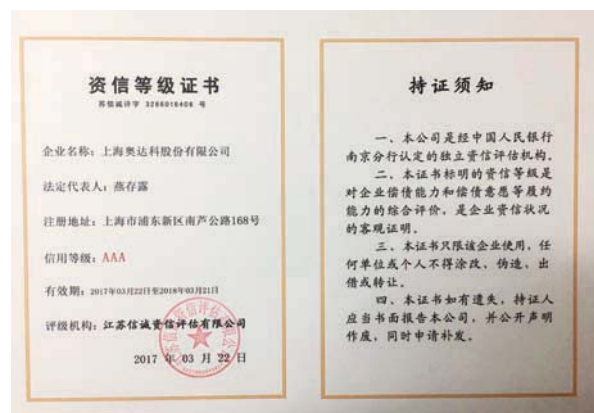 资信等级证书
苏信诚评字 3286016408 号
企业名称：上海奥达科股份有限公司
法定代表人：燕存露
注册地址：上海市浦东新区南芦公路168号
信用等级：AAA
有效期：2017年03月22日至2018年03月21日
评级机构：江苏信诚资信评估有限公司
2017 年 03 月 22 日
持证须知
一、本公司是经中国人民银行
南京分行认定的独立资信评估机构。
二、本证书标明的资信等级是
对企业偿债能力和偿债意愿等履约
能力的综合评价，是企业资信状况
的客观证明。
三、本证书只限该企业使用，任
何单位或个人不得涂改、伪造、出
借或转让。
四、本证书如有遗失，持证人
应当书面报告本公司，并公开声明
作废，同时申请补发。